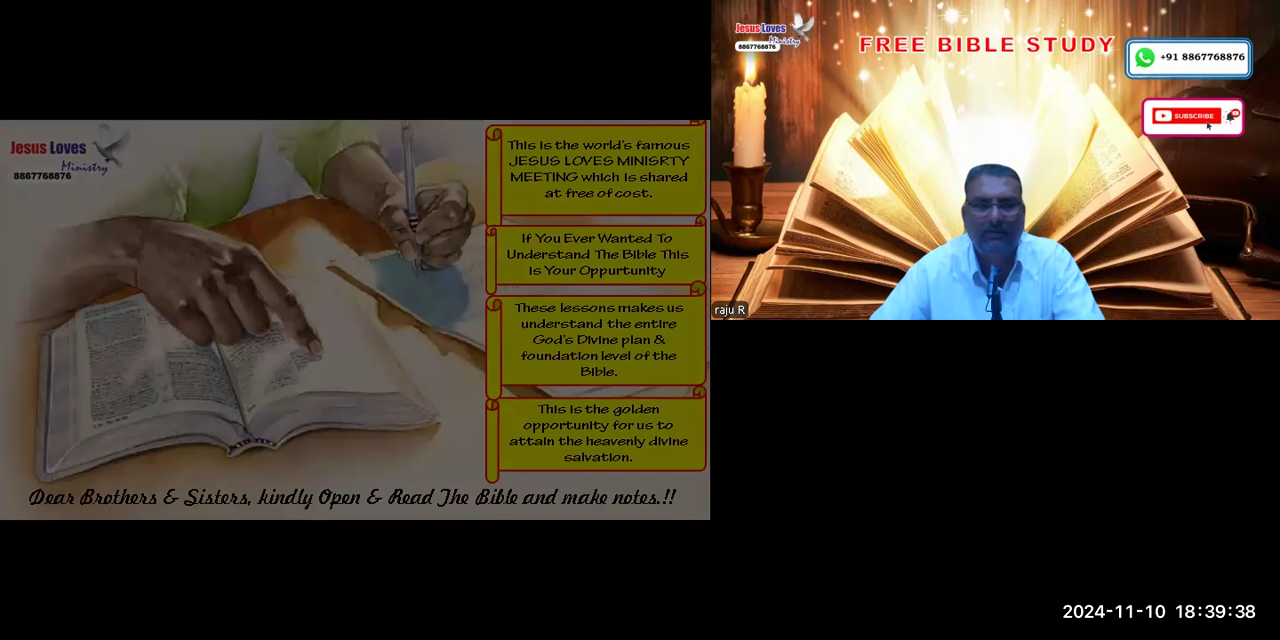 Jesus Loves
Ministry
8867768876
This is the world's famous
JESUS LOVES MINISRTY
MEETING which is shared
at free of cost.
If You Ever Wanted To
Understand The Bible This
Is Your Oppurtunity
These lessons makes us
understand the entire
God's Divine plan &
foundation level of the
Bible.
This is the golden
opportunity for us to
attain the heavenly divine
salvation.
Dear Brothers & Sisters, kindly Open & Read The Bible and make notes.!!
Jesus Loves
Ministry
8867768876
FREE BIBLE STUDY
+91 8867768876
SUBSCRIBE
raju R
2024-11-10 18:39:38